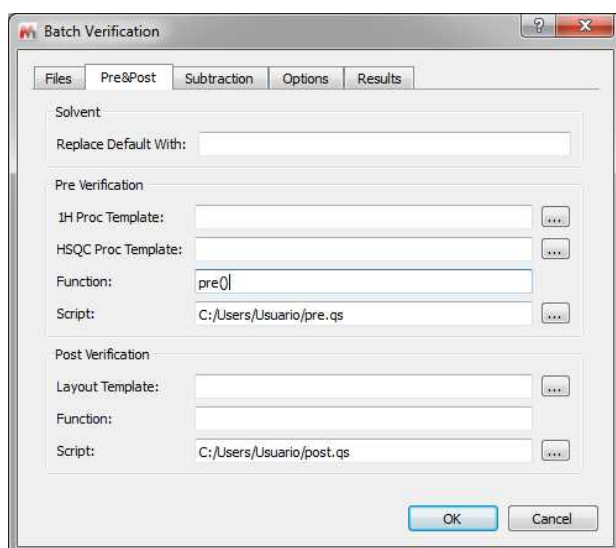 Batch Verification
Files Pre&Post Subtraction Options Results
Solvent
Replace Default With:
Pre Verification
1H Proc Template: ...
HSQC Proc Template: ...
Function: pre()
Script: C:/Users/Usuario/pre.qs ...
Post Verification
Layout Template: ...
Function:
Script: C:/Users/Usuario/post.qs ...
OK Cancel